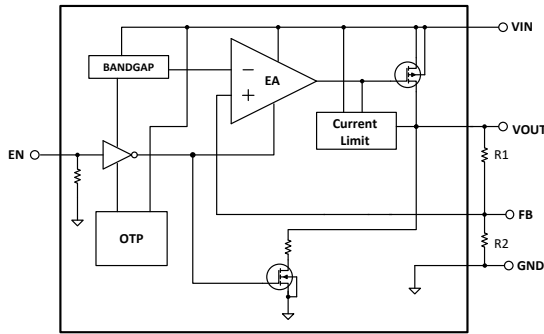 VIN
BANDGAP
−
EA
+
Current
Limit
VOUT
R1
EN
OTP
FB
R2
GND